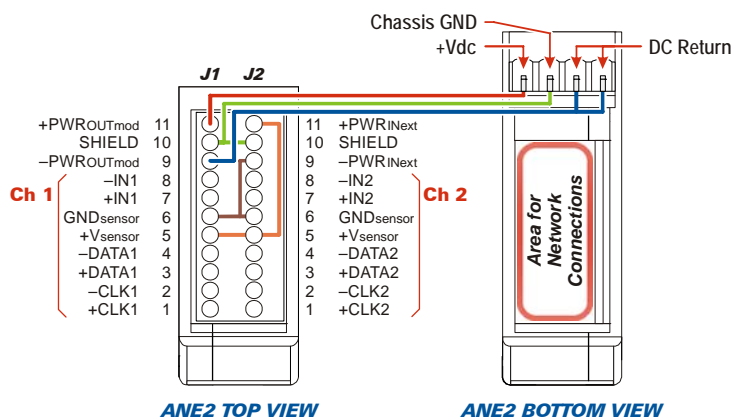 Chassis GND
+Vdc
DC Return
J1 J2
+PWROUTmod 11
SHIELD 10
–PWROUTmod 9
–IN1 8
+IN1 7
GNDsensor 6
+Vsensor 5
–DATA1 4
+DATA1 3
–CLK1 2
+CLK1 1
Ch 1
11 +PWRINext
10 SHIELD
9 –PWRINext
8 –IN2
7 +IN2
6 GNDsensor
5 +Vsensor
4 –DATA2
3 +DATA2
2 –CLK2
1 +CLK2
Ch 2
Area for
Network
Connections
ANE2 TOP VIEW
ANE2 BOTTOM VIEW